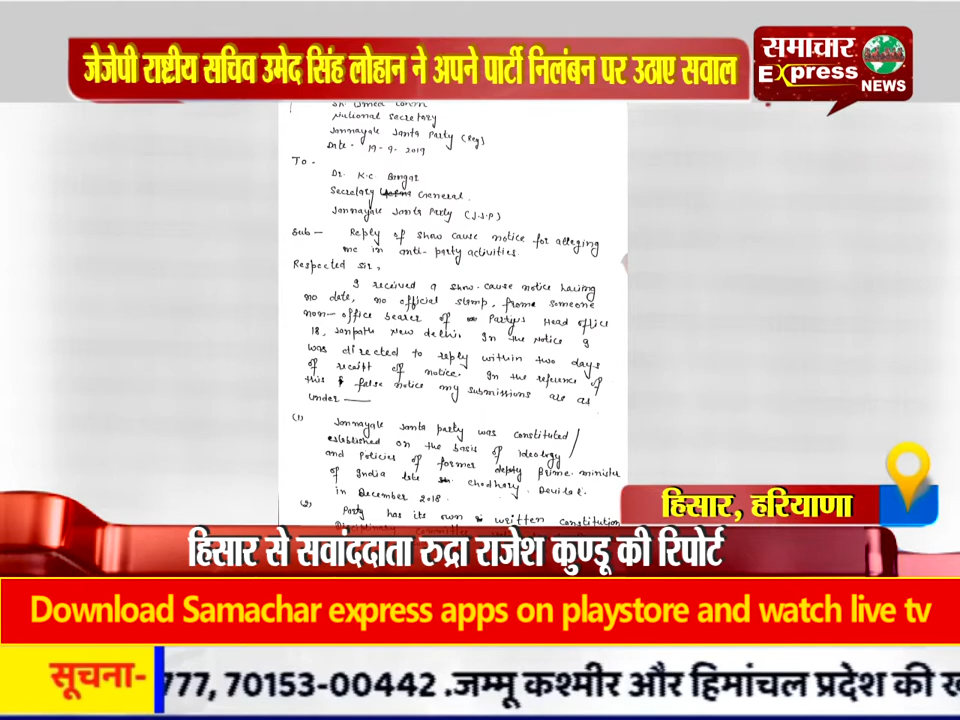 जेजेपी राष्ट्रीय सचिव उमेद सिंह लोहान ने अपने पार्टी निलंबन पर उठाए सवाल
समाचार
Express
NEWS
National Secretary
Jannayak Janta Party (Reg)
Date - 19-9-2019
To -
Dr. K.C Bangar
Secretary General.
Jannayak Janta Party (J.J.P)
Sub - Reply of show cause notice for alleging
me in anti-party activities.
Respected sir,
I received a show-cause notice having
no date, no official stamp, from someone
non-office bearer of Party's Head office
18, Janpath New Delhi. In the notice I
was directed to reply within two days
of receipt of notice. In the refernce of
this false notice my submissions are as
under
(1) Jannayak Janta party was constituted/
established on the basis of ideology
and Policies of former depty prime-minister
of India late chodhary. Devilal.
in December 2018.
(2) Party has its own written constitution
Disciplinary Committee
हिसार, हरियाणा
हिसार से सवांददाता रुद्रा राजेश कुण्डू की रिपोर्ट
Download Samachar express apps on playstore and watch live tv
सूचना- 777, 70153-00442 .जम्मू कश्मीर और हिमांचल प्रदेश की